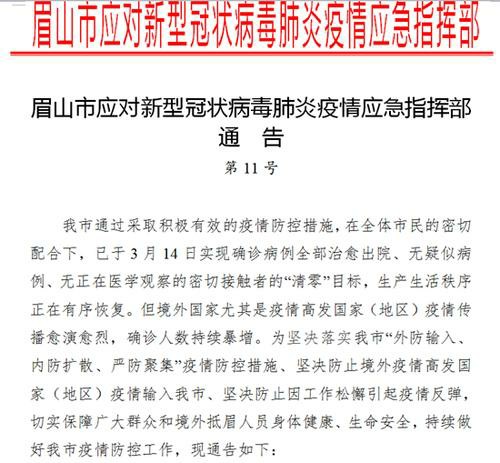 眉山市应对新型冠状病毒肺炎疫情应急指挥部
眉山市应对新型冠状病毒肺炎疫情应急指挥部
通 告
第 11 号
我市通过采取积极有效的疫情防控措施，在全体市民的密切
配合下，已于 3 月 14 日实现确诊病例全部治愈出院、无疑似病
例、无正在医学观察的密切接触者的“清零”目标，生产生活秩序
正在有序恢复。但境外国家尤其是疫情高发国家（地区）疫情传
播愈演愈烈，确诊人数持续暴增。为坚决落实我市“外防输入、
内防扩散、严防聚集”疫情防控措施、坚决防止境外疫情高发国
家（地区）疫情输入我市、坚决防止因工作松懈引起疫情反弹，
切实保障广大群众和境外抵眉人员身体健康、生命安全，持续做
好我市疫情防控工作，现通告如下：